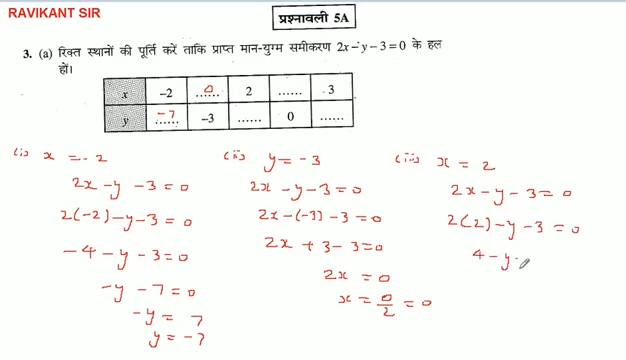 RAVIKANT SIR
प्रश्नावली 5A
3. (a) रिक्त स्थानों की पूर्ति करें ताकि प्राप्त मान-युग्म समीकरण 2x – y – 3 = 0 के हल
हों।
x –2 0 ...... 2 ...... 3
y –7 ...... –3 ...... 0 ......
(i) x = -2
2x - y - 3 = 0
2(-2) - y - 3 = 0
-4 - y - 3 = 0
-y - 7 = 0
-y = 7
y = -7
(ii) y = -3
2x - y - 3 = 0
2x - (-3) - 3 = 0
2x + 3 - 3 = 0
2x = 0
x = 0/2 = 0
(iii) x = 2
2x - y - 3 = 0
2(2) - y - 3 = 0
4 - y -